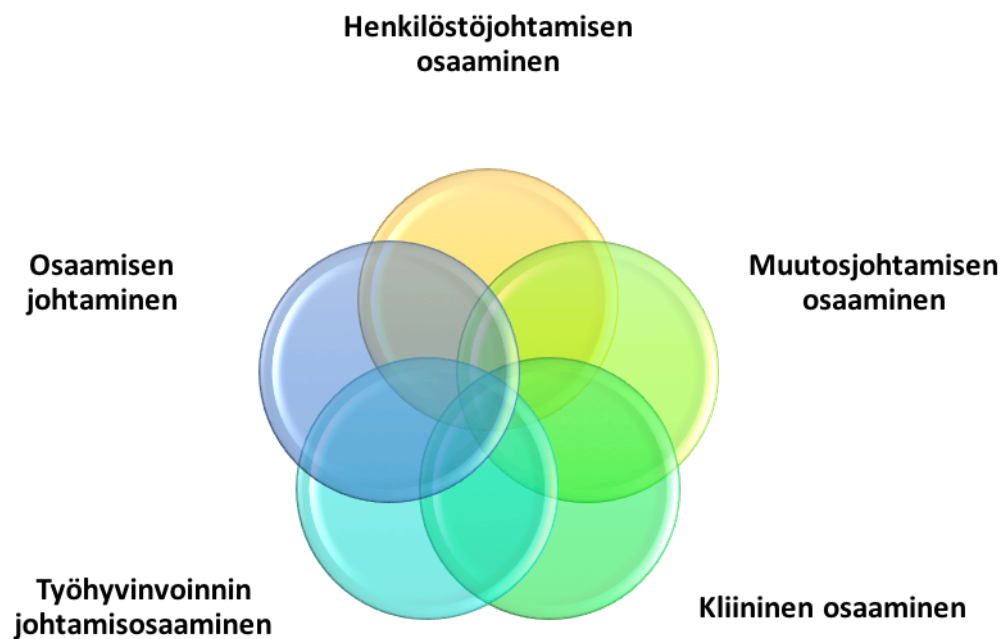 Henkilöstöjohtamisen
osaaminen
Osaamisen
johtaminen
Muutosjohtamisen
osaaminen
Työhyvinvoinnin
johtamisosaaminen
Kliininen osaaminen